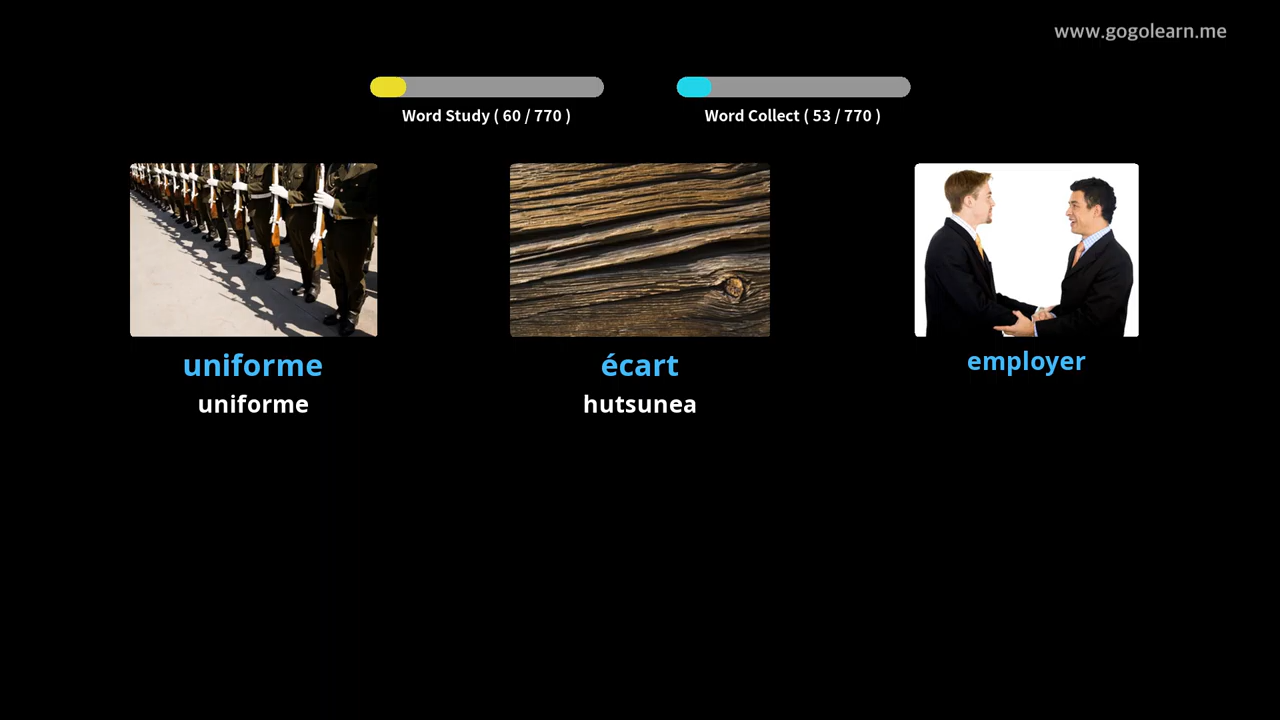 www.gogolearn.me
Word Study ( 60 / 770 )
Word Collect ( 53 / 770 )
uniforme
uniforme
écart
hutsunea
employer